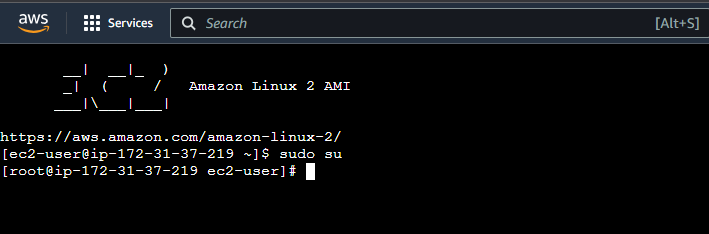 aws Services Search [Alt+S]
__|  __|_  )
_|  (     /   Amazon Linux 2 AMI
___|\___|___|
https://aws.amazon.com/amazon-linux-2/
[ec2-user@ip-172-31-37-219 ~]$ sudo su
[root@ip-172-31-37-219 ec2-user]#